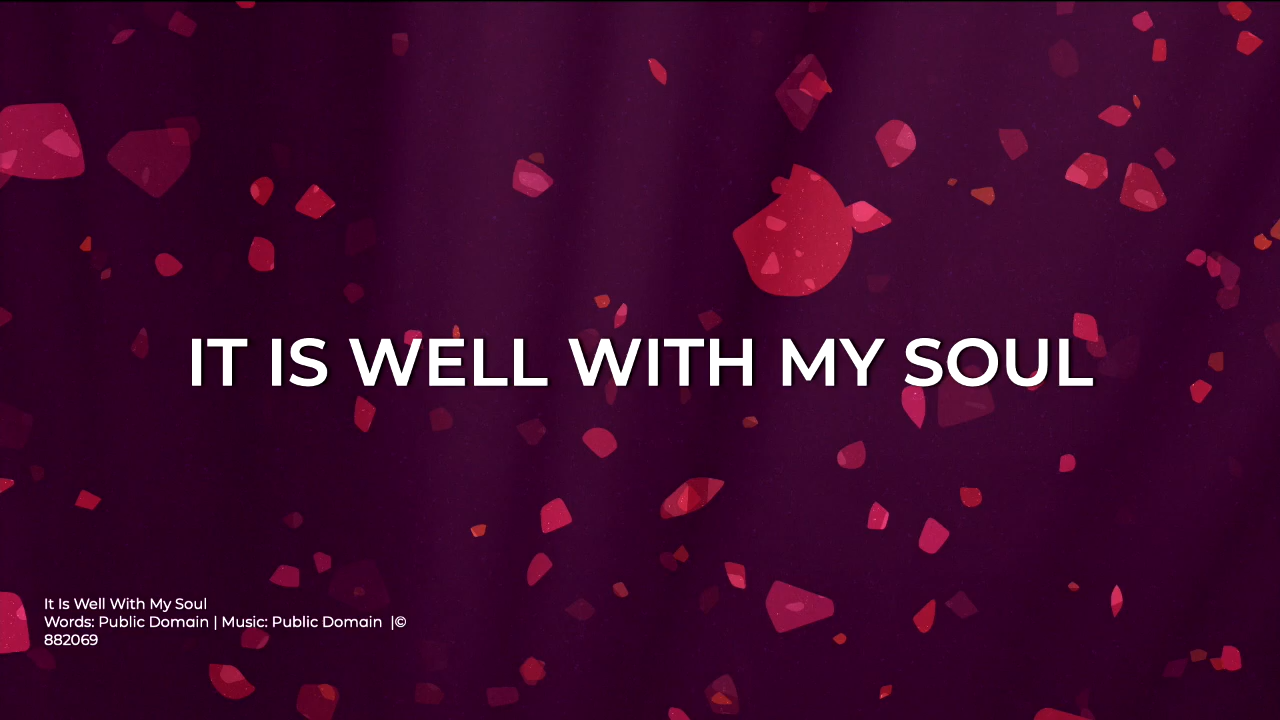 IT IS WELL WITH MY SOUL
It Is Well With My Soul
Words: Public Domain | Music: Public Domain |©
882069